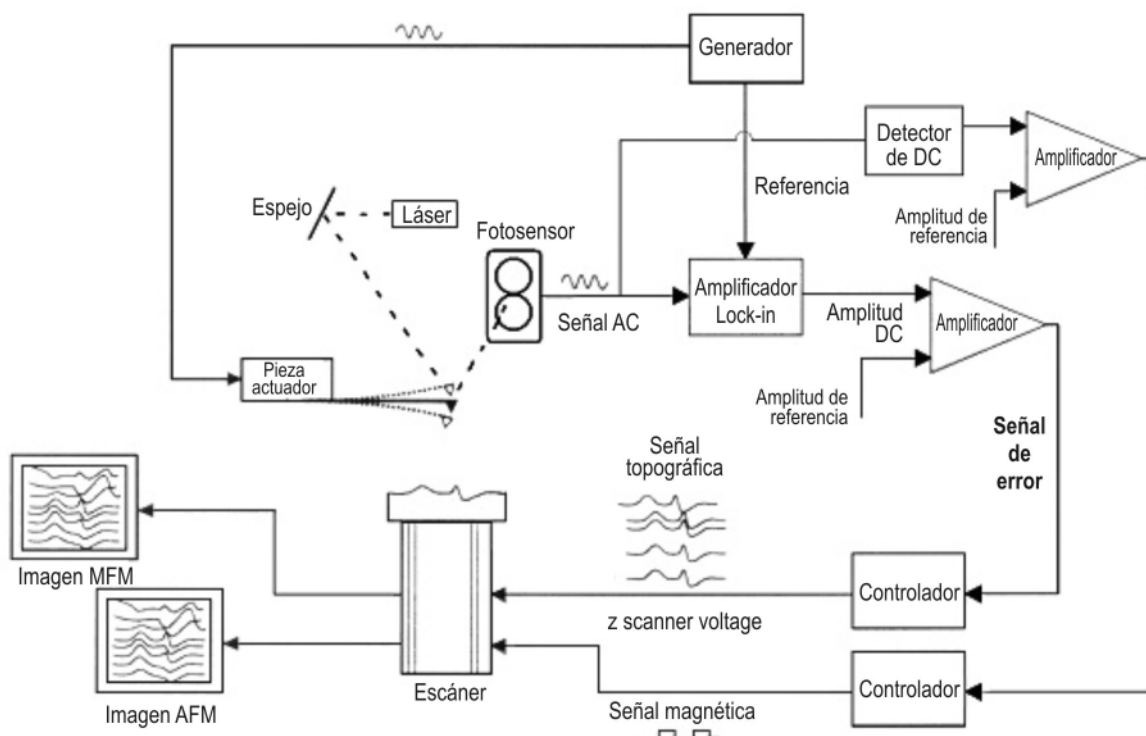 Generador
Detector
de DC
Amplificador
Espejo
Láser
Referencia
Fotosensor
Amplitud de
referencia
Amplificador
Lock-in
Señal AC
Amplitud
DC
Amplificador
Pieza
actuador
Amplitud de
referencia
Señal
de
error
Señal
topográfica
Imagen MFM
Controlador
z scanner voltage
Escáner
Controlador
Imagen AFM
Señal magnética